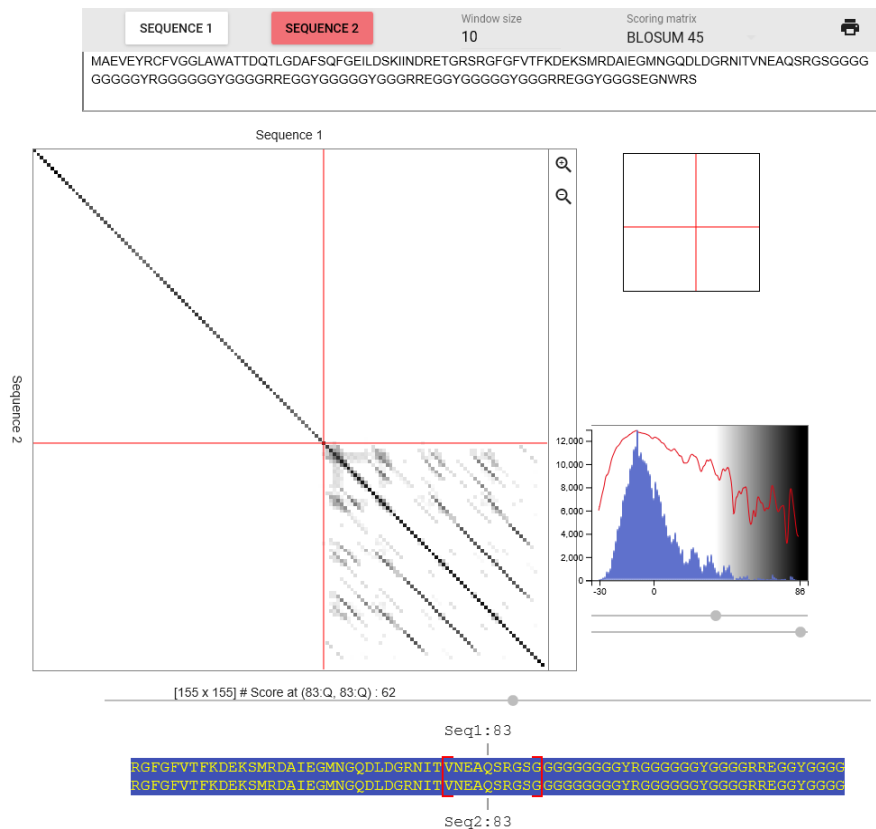 SEQUENCE 1
SEQUENCE 2
Window size
10
Scoring matrix
BLOSUM 45
MAEVEYRCFVGGLAWATTDQTLGDAFSQFGEILDSKIINDRETGRSRGFGFVTFKDEKSMRDAIEGMNGQDLDGRNITVNEAQSRGSGGGG
GGGGGYRGGGGGGYGGGGRREGGYGGGGGYGGGRREGGYGGGGGYGGGRREGGYGGGSEGNWRS
Sequence 1
Sequence 2
12,000
10,000
8,000
6,000
4,000
2,000
0
-30
0
86
[155 x 155] # Score at (83:Q, 83:Q) : 62
Seq1:83
RGFGFVTFKDEKSMRDAIEGMNGQDLDGRNITVNEAQSRGSGGGGGGGGGYRGGGGGGYGGGGRREGGYGGGG
RGFGFVTFKDEKSMRDAIEGMNGQDLDGRNITVNEAQSRGSGGGGGGGGGYRGGGGGGYGGGGRREGGYGGGG
Seq2:83